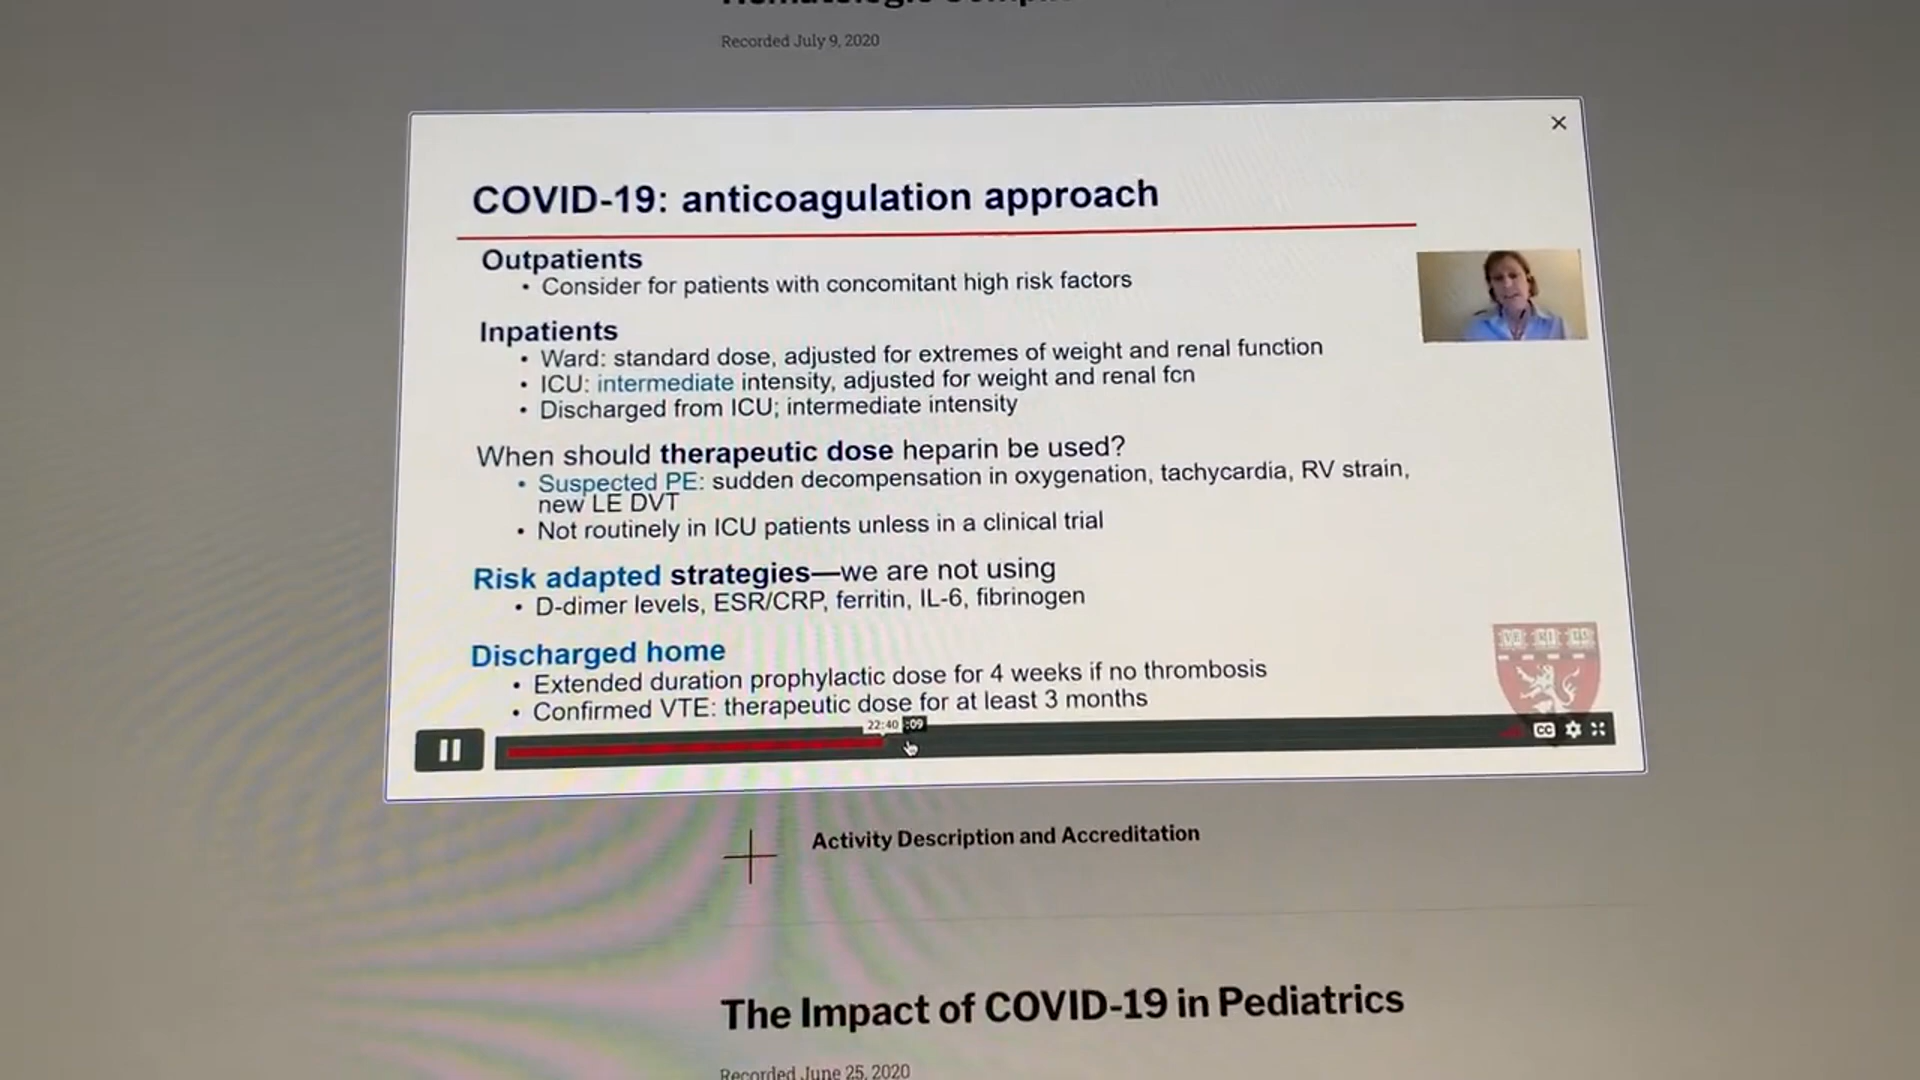 Recorded July 9, 2020
COVID-19: anticoagulation approach
Outpatients
• Consider for patients with concomitant high risk factors
Inpatients
• Ward: standard dose, adjusted for extremes of weight and renal function
• ICU: intermediate intensity, adjusted for weight and renal fcn
• Discharged from ICU; intermediate intensity
When should therapeutic dose heparin be used?
• Suspected PE: sudden decompensation in oxygenation, tachycardia, RV strain,
new LE DVT
• Not routinely in ICU patients unless in a clinical trial
Risk adapted strategies—we are not using
• D-dimer levels, ESR/CRP, ferritin, IL-6, fibrinogen
Discharged home
• Extended duration prophylactic dose for 4 weeks if no thrombosis
• Confirmed VTE: therapeutic dose for at least 3 months
VE RI TAS
22:40 :09
CC
Activity Description and Accreditation
The Impact of COVID-19 in Pediatrics
Recorded June 25, 2020